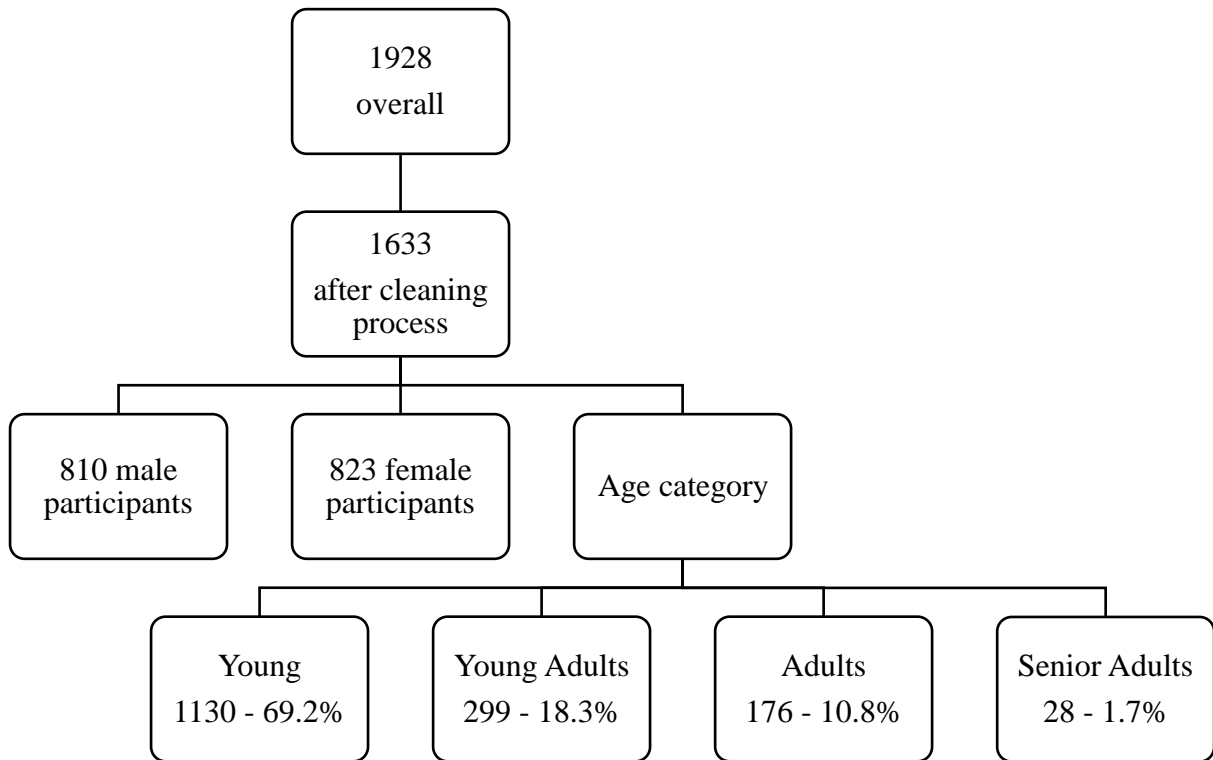 1928
overall
1633
after cleaning
process
810 male
participants
823 female
participants
Age category
Young
1130 - 69.2%
Young Adults
299 - 18.3%
Adults
176 - 10.8%
Senior Adults
28 - 1.7%